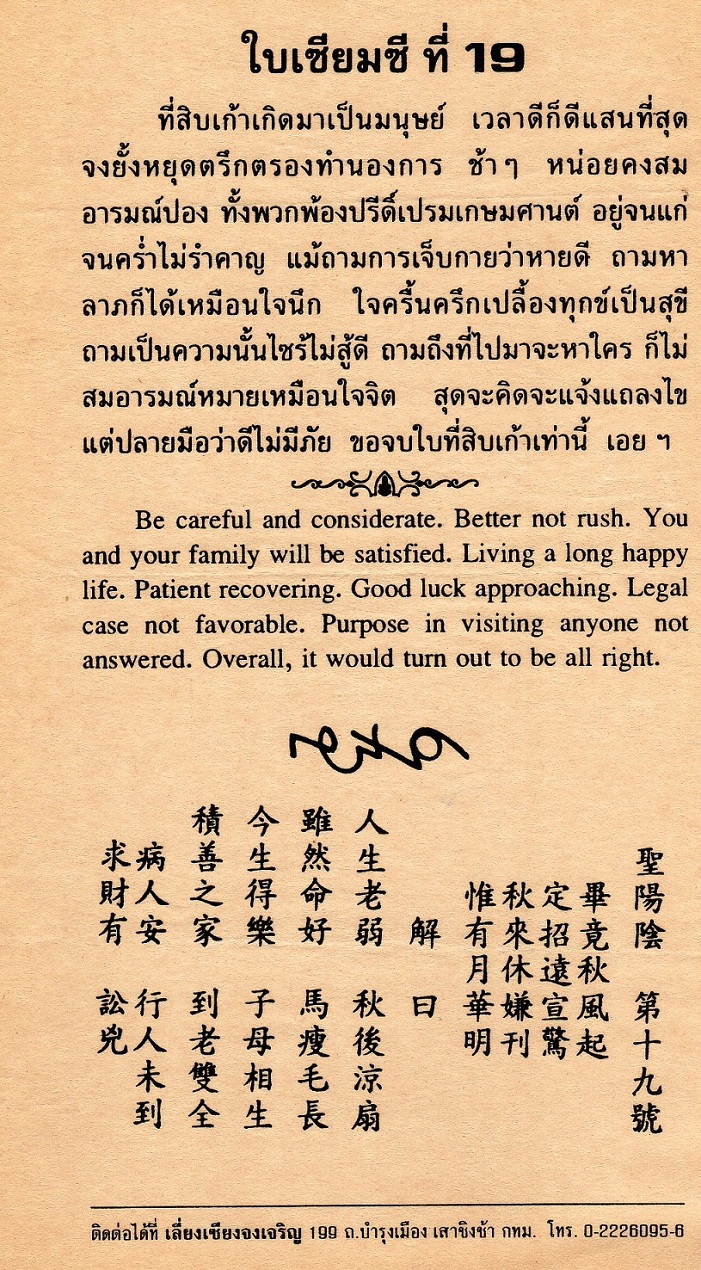 ใบเซียมซี ที่ 19
ที่สิบเก้าเกิดมาเป็นมนุษย์ เวลาดีก็ดีแสนที่สุด
จงยั้งหยุดตรึกตรองทำนองการ ช้าๆ หน่อยคงสม
อารมณ์ปอง ทั้งพวกพ้องปรีดิ์เปรมเกษมศานต์ อยู่จนแก่
จนคร่ำไม่รำคาญ แม้ถามการเจ็บกายว่าหายดี ถามหา
ลาภก็ได้เหมือนใจนึก ใจครื้นครึกเปลื้องทุกข์เป็นสุขี
ถามเป็นความนั้นไซร้ไม่สู้ดี ถามถึงที่ไปมาจะหาใคร ก็ไม่
สมอารมณ์หมายเหมือนใจจิต สุดจะคิดจะแจ้งแถลงไข
แต่ปลายมือว่าดีไม่มีภัย ขอจบใบที่สิบเก้าเท่านี้ เอย ฯ
Be careful and considerate. Better not rush. You
and your family will be satisfied. Living a long happy
life. Patient recovering. Good luck approaching. Legal
case not favorable. Purpose in visiting anyone not
answered. Overall, it would turn out to be all right.
聖陽陰 第十九號
畢竟秋風起
定招遠宣驚
秋來休嫌刊
惟有月華明
解曰
人生老弱 秋後涼扇
雖然命好 馬瘦毛長
今生得樂 子母相生
積善之家 到老雙全
病人安 行人未到
求財有 訟兇
ติดต่อได้ที่ เลี่ยงเซียงจงเจริญ 199 ถ.บำรุงเมือง เสาชิงช้า กทม. โทร. 0-2226095-6